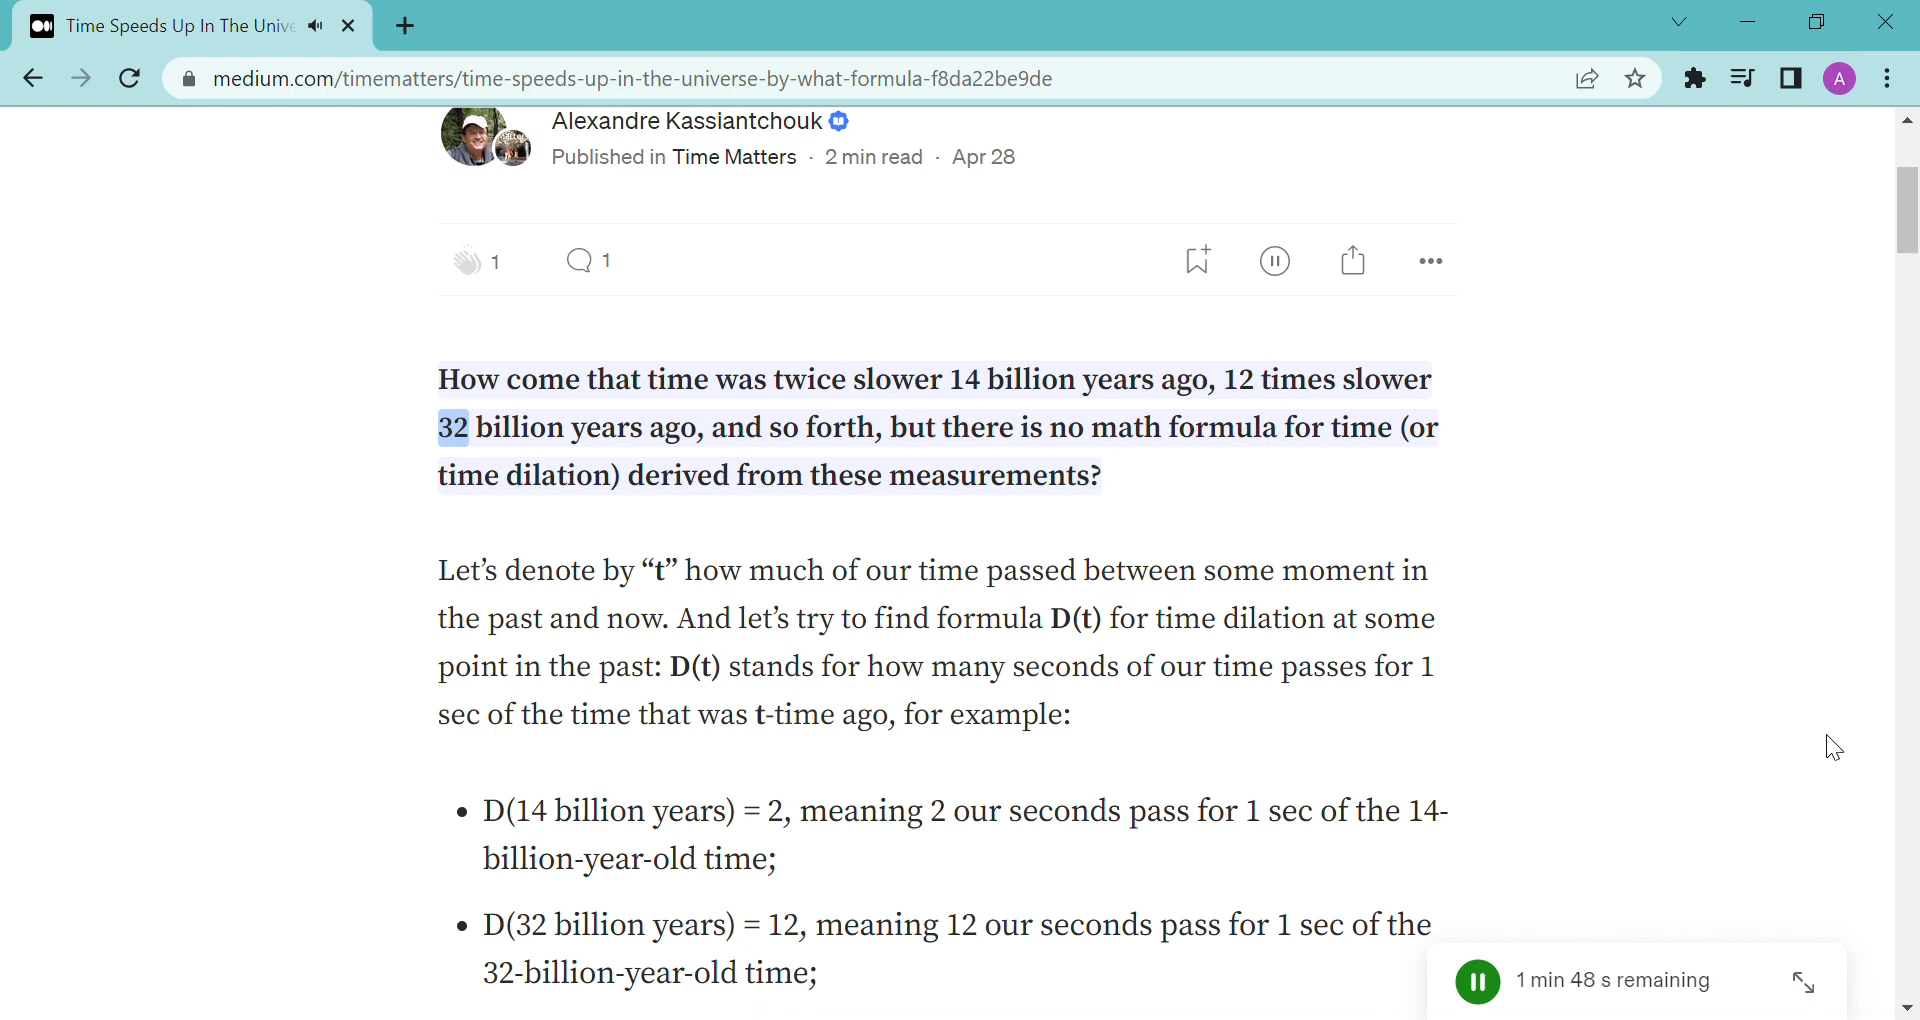 Time Speeds Up In The Unive
medium.com/timematters/time-speeds-up-in-the-universe-by-what-formula-f8da22be9de
A
Alexandre Kassiantchouk
Published in Time Matters · 2 min read · Apr 28
1
1
How come that time was twice slower 14 billion years ago, 12 times slower
32 billion years ago, and so forth, but there is no math formula for time (or
time dilation) derived from these measurements?
Let’s denote by “t” how much of our time passed between some moment in
the past and now. And let’s try to find formula D(t) for time dilation at some
point in the past: D(t) stands for how many seconds of our time passes for 1
sec of the time that was t-time ago, for example:
• D(14 billion years) = 2, meaning 2 our seconds pass for 1 sec of the 14-
billion-year-old time;
• D(32 billion years) = 12, meaning 12 our seconds pass for 1 sec of the
32-billion-year-old time;
1 min 48 s remaining